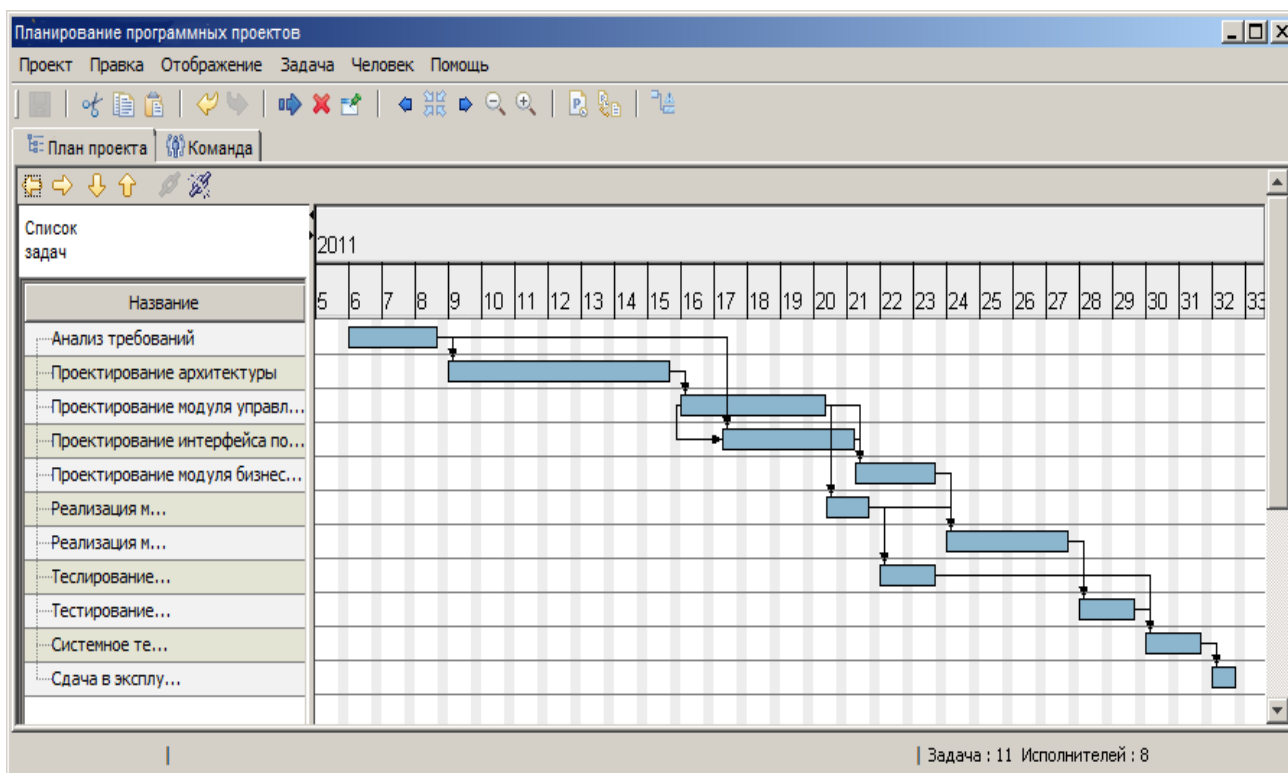 Планирование программных проектов
Проект Правка Отображение Задача Человек Помощь
План проекта Команда
Список
задач
2011
Название
5 6 7 8 9 10 11 12 13 14 15 16 17 18 19 20 21 22 23 24 25 26 27 28 29 30 31 32 33
Анализ требований
Проектирование архитектуры
Проектирование модуля управл...
Проектирование интерфейса по...
Проектирование модуля бизнес...
Реализация м...
Реализация м...
Теслирование...
Тестирование...
Системное те...
Сдача в эксплу...
Задача : 11 Исполнителей : 8